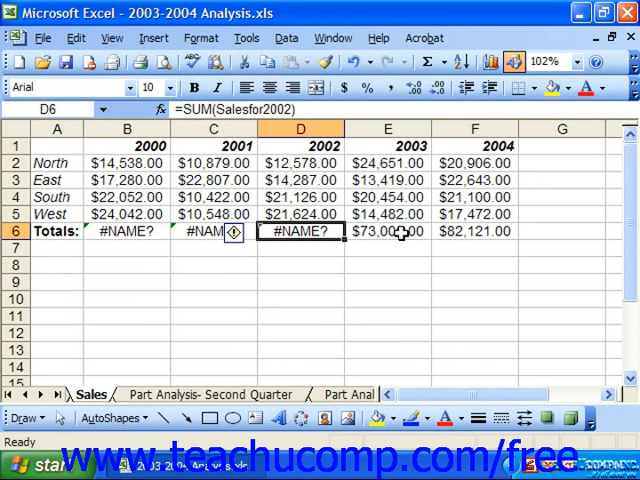 Microsoft Excel - 2003-2004 Analysis.xls
File Edit View Insert Format Tools Data Window Help Acrobat
102%
Arial 10 B I U $ % ,
D6 fx =SUM(Salesfor2002)
A B C D E F G
1 2000 2001 2002 2003 2004
2 North $14,538.00 $10,879.00 $12,578.00 $24,651.00 $20,906.00
3 East $17,280.00 $22,807.00 $14,287.00 $13,419.00 $22,643.00
4 South $22,052.00 $10,422.00 $21,126.00 $20,454.00 $21,100.00
5 West $24,042.00 $10,548.00 $21,624.00 $14,482.00 $17,472.00
6 Totals: #NAME? #NAM #NAME? $82,121.00
7
8
9
10
11
12
13
14
15
Sales Part Analysis- Second Quarter Part Anal
Draw AutoShapes
Ready
start 2003-2004 Analysis.xls
www.teachucomp.com/free